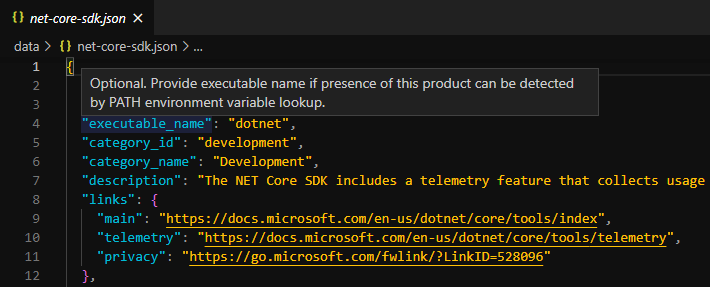 {} net-core-sdk.json ×
data > {} net-core-sdk.json > ...
1 {
2 Optional. Provide executable name if presence of this product can be detected
3 by PATH environment variable lookup.
4 "executable_name": "dotnet",
5 "category_id": "development",
6 "category_name": "Development",
7 "description": "The NET Core SDK includes a telemetry feature that collects usage
8 "links": {
9 "main": "https://docs.microsoft.com/en-us/dotnet/core/tools/index",
10 "telemetry": "https://docs.microsoft.com/en-us/dotnet/core/tools/telemetry",
11 "privacy": "https://go.microsoft.com/fwlink/?LinkID=528096"
12 },